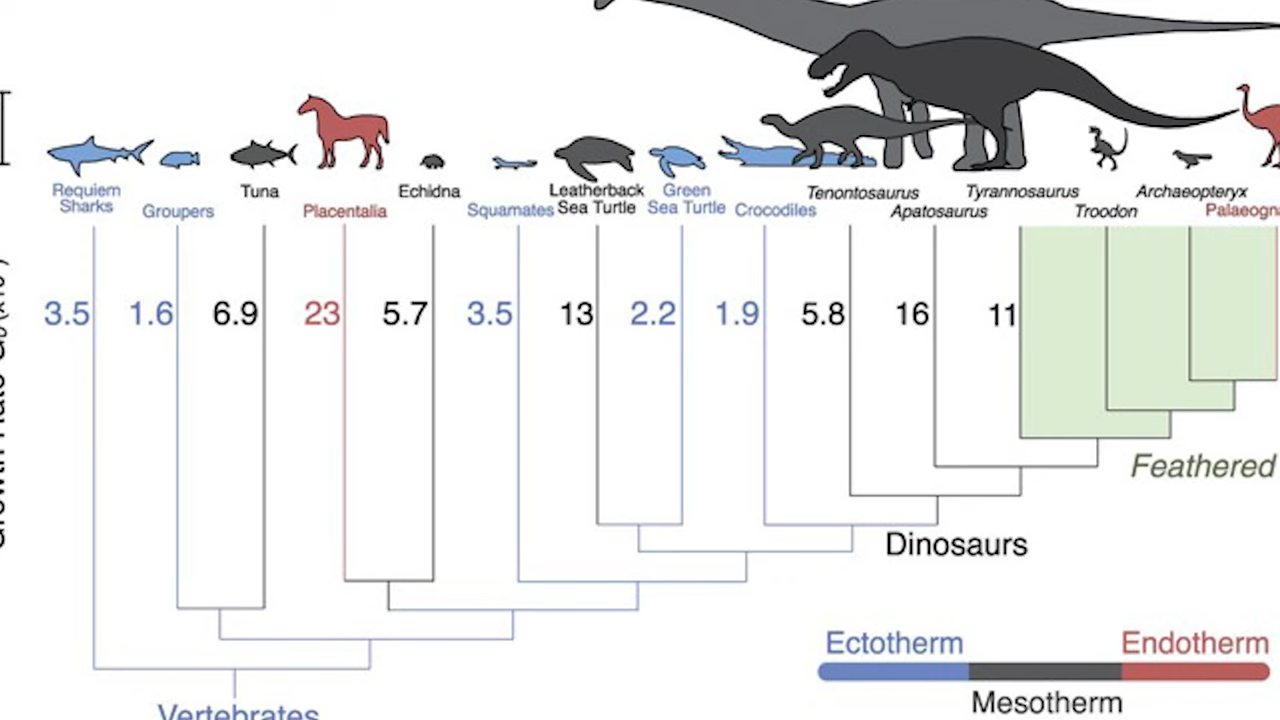 Requiem
Sharks
Groupers
Tuna
Placentalia
Echidna
Squamates
Leatherback
Sea Turtle
Green
Sea Turtle
Crocodiles
Tenontosaurus
Apatosaurus
Tyrannosaurus
Troodon
Archaeopteryx
Palaeogna
3.5
1.6
6.9
23
5.7
3.5
13
2.2
1.9
5.8
16
11
Feathered
Dinosaurs
Ectotherm
Endotherm
Mesotherm
Vertebrates